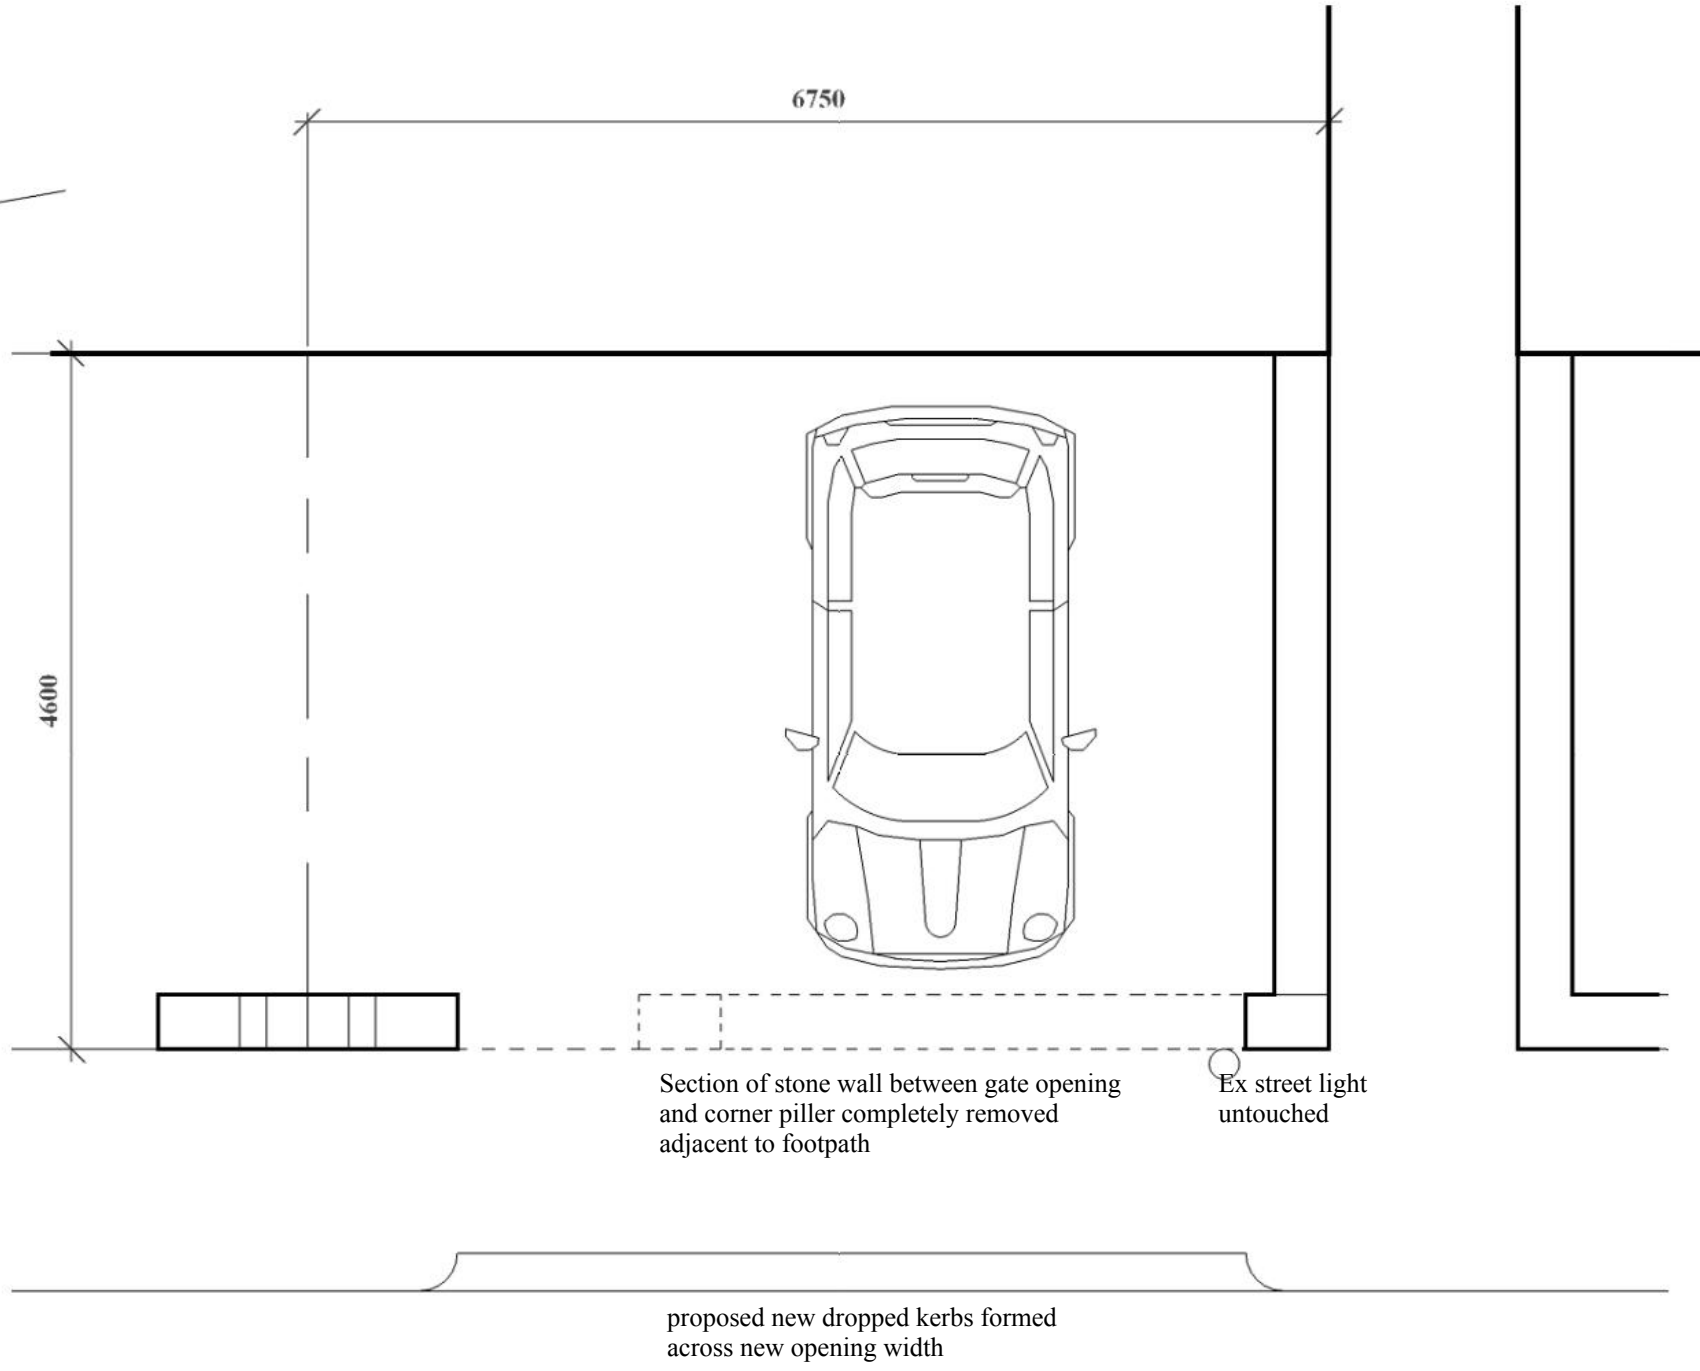 6750
4600
Section of stone wall between gate opening
and corner piller completely removed
adjacent to footpath
Ex street light
untouched
proposed new dropped kerbs formed
across new opening width